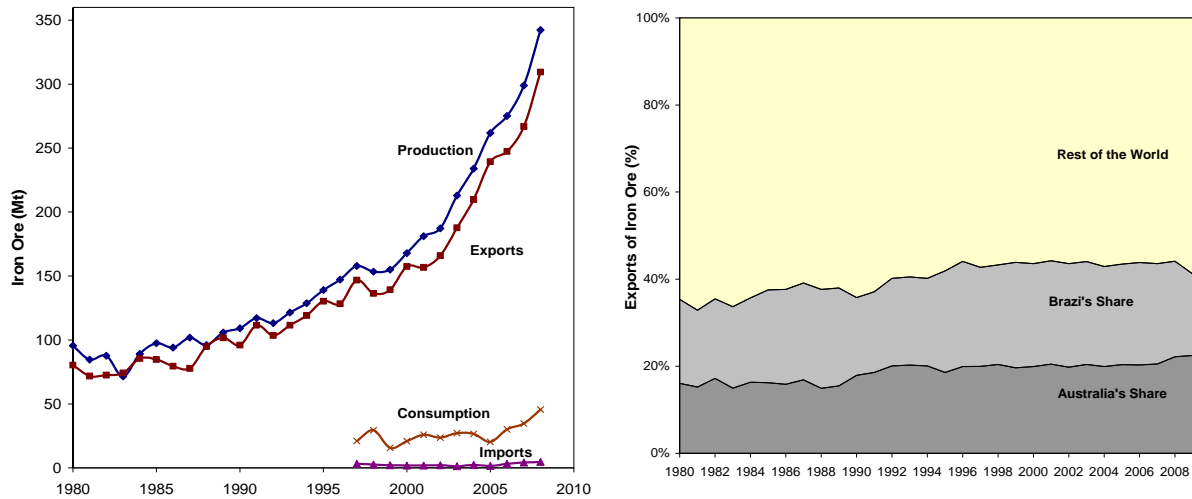 350
300
250
200
150
100
50
0
Iron Ore (Mt)
Production
Exports
Consumption
Imports
1980 1985 1990 1995 2000 2005 2010
100%
80%
60%
40%
20%
0%
Exports of Iron Ore (%)
Rest of the World
Brazi's Share
Australia's Share
1980 1982 1984 1986 1988 1990 1992 1994 1996 1998 2000 2002 2004 2006 2008